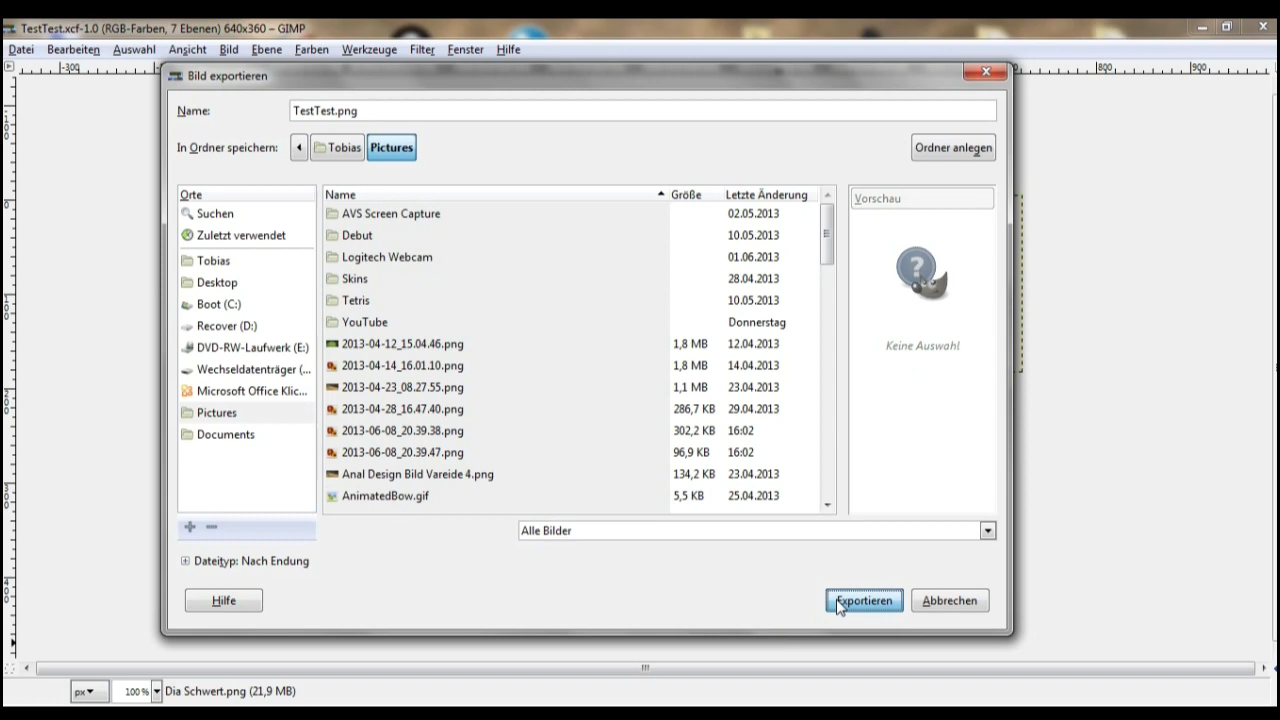 TestTest.xcf-1.0 (RGB-Farben, 7 Ebenen) 640x360 – GIMP
Datei Bearbeiten Auswahl Ansicht Bild Ebene Farben Werkzeuge Filter Fenster Hilfe
-300 800 900
Bild exportieren
Name: TestTest.png
In Ordner speichern: Tobias Pictures Ordner anlegen
Orte Name Größe Letzte Änderung Vorschau
Suchen AVS Screen Capture 02.05.2013
Zuletzt verwendet Debut 10.05.2013
Tobias Logitech Webcam 01.06.2013
Desktop Skins 28.04.2013
Boot (C:) Tetris 10.05.2013
Recover (D:) YouTube Donnerstag
DVD-RW-Laufwerk (E:) 2013-04-12_15.04.46.png 1,8 MB 12.04.2013 Keine Auswahl
Wechseldatenträger (... 2013-04-14_16.01.10.png 1,8 MB 14.04.2013
Microsoft Office Klic... 2013-04-23_08.27.55.png 1,1 MB 23.04.2013
Pictures 2013-04-28_16.47.40.png 286,7 KB 29.04.2013
Documents 2013-06-08_20.39.38.png 302,2 KB 16:02
2013-06-08_20.39.47.png 96,9 KB 16:02
Anal Design Bild Vareide 4.png 134,2 KB 23.04.2013
AnimatedBow.gif 5,5 KB 25.04.2013
Alle Bilder
Dateityp: Nach Endung
Hilfe Exportieren Abbrechen
px 100 % Dia Schwert.png (21,9 MB)